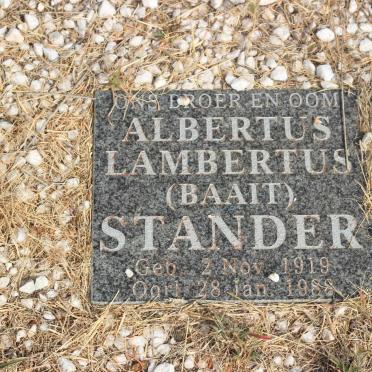 ONS BROER EN OOM
ALBERTUS
LAMBERTUS
(BAAIT)
STANDER
Geb. 2 Nov. 1919
Oorl. 28 Jan. 1988